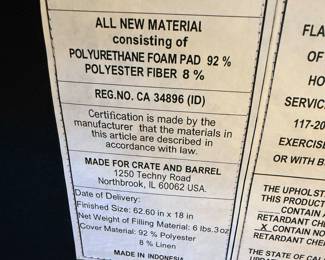 ALL NEW MATERIAL
consisting of
POLYURETHANE FOAM PAD 92 %
POLYESTER FIBER 8 %
REG.NO. CA 34896 (ID)
Certification is made by the
manufacturer that the materials in
this article are described in
accordance with law.
MADE FOR CRATE AND BARREL
1250 Techny Road
Northbrook, IL 60062 USA.
Date of Delivery:
Finished Size: 62.60 in x 18 in
Net Weight of Filling Material: 6 lbs.3 oz
Cover Material: 92 % Polyester
8 % Linen
MADE IN INDONESIA
FLA
OF
HO
SERVIC
117-20
EXERCISE
OR WITH B
THE UPHOLST
THIS PRODUCT
CONTAIN
RETARDANT CHE
X CONTAIN NO
RETARDANT CHE
THE STATE OF CAL